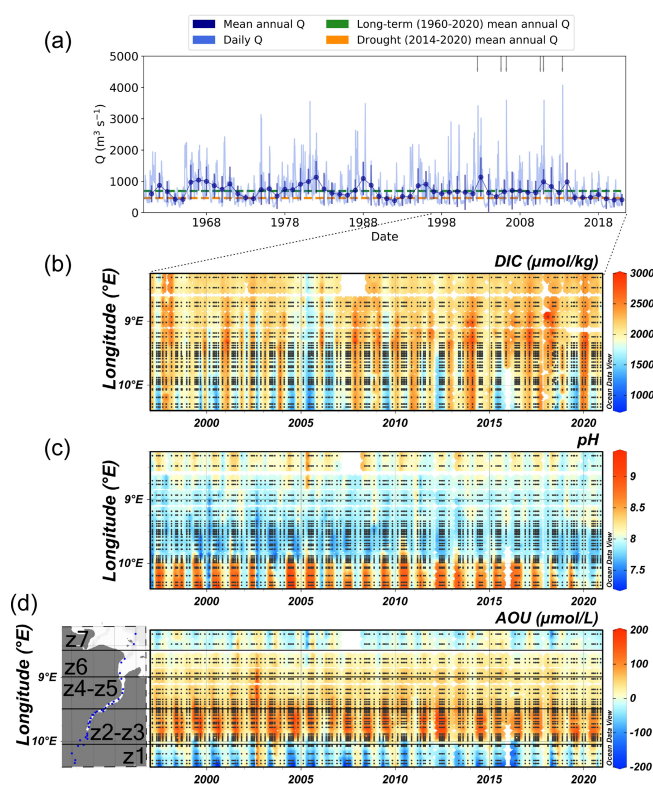 (a)
Mean annual Q
Long-term (1960-2020) mean annual Q
Daily Q
Drought (2014-2020) mean annual Q
5000
4000
3000
2000
1000
0
Q (m³ s⁻¹)
1968
1978
1988
1998
2008
2018
Date
(b)
DIC (μmol/kg)
Longitude (°E)
9°E
10°E
2000
2005
2010
2015
2020
3000
2500
2000
1500
1000
Ocean Data View
(c)
pH
Longitude (°E)
9°E
10°E
2000
2005
2010
2015
2020
9
8.5
8
7.5
Ocean Data View
(d)
AOU (μmol/L)
Longitude (°E)
9°E
10°E
z7
z6
z4-z5
z2-z3
z1
2000
2005
2010
2015
2020
200
100
0
-100
-200
Ocean Data View